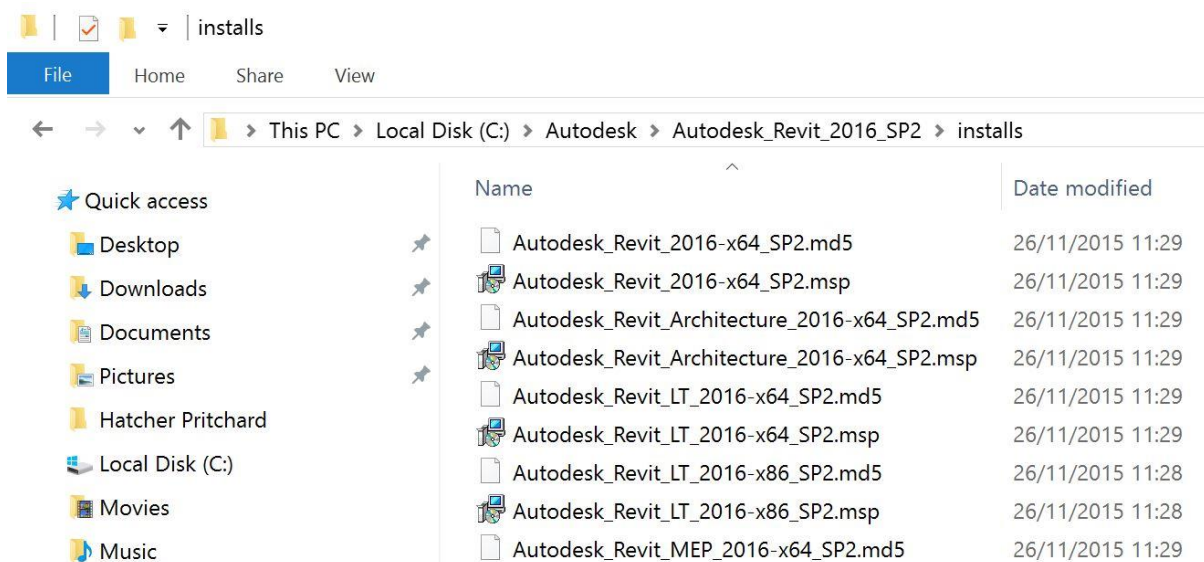 installs
File Home Share View
This PC > Local Disk (C:) > Autodesk > Autodesk_Revit_2016_SP2 > installs
Name Date modified
Quick access
Desktop
Downloads
Documents
Pictures
Hatcher Pritchard
Local Disk (C:)
Movies
Music
Autodesk_Revit_2016-x64_SP2.md5 26/11/2015 11:29
Autodesk_Revit_2016-x64_SP2.msp 26/11/2015 11:29
Autodesk_Revit_Architecture_2016-x64_SP2.md5 26/11/2015 11:29
Autodesk_Revit_Architecture_2016-x64_SP2.msp 26/11/2015 11:29
Autodesk_Revit_LT_2016-x64_SP2.md5 26/11/2015 11:29
Autodesk_Revit_LT_2016-x64_SP2.msp 26/11/2015 11:29
Autodesk_Revit_LT_2016-x86_SP2.md5 26/11/2015 11:28
Autodesk_Revit_LT_2016-x86_SP2.msp 26/11/2015 11:28
Autodesk_Revit_MEP_2016-x64_SP2.md5 26/11/2015 11:29